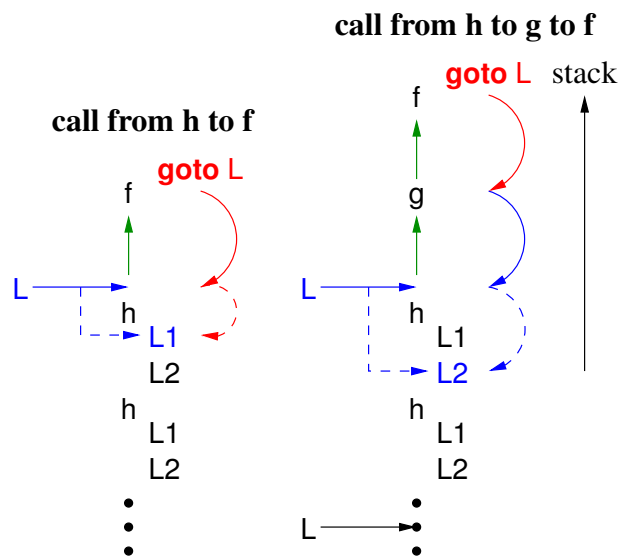 call from h to g to f
goto L
stack
f
g
L
h
L1
L2
h
L1
L2
L
call from h to f
goto L
f
L
h
L1
L2
h
L1
L2